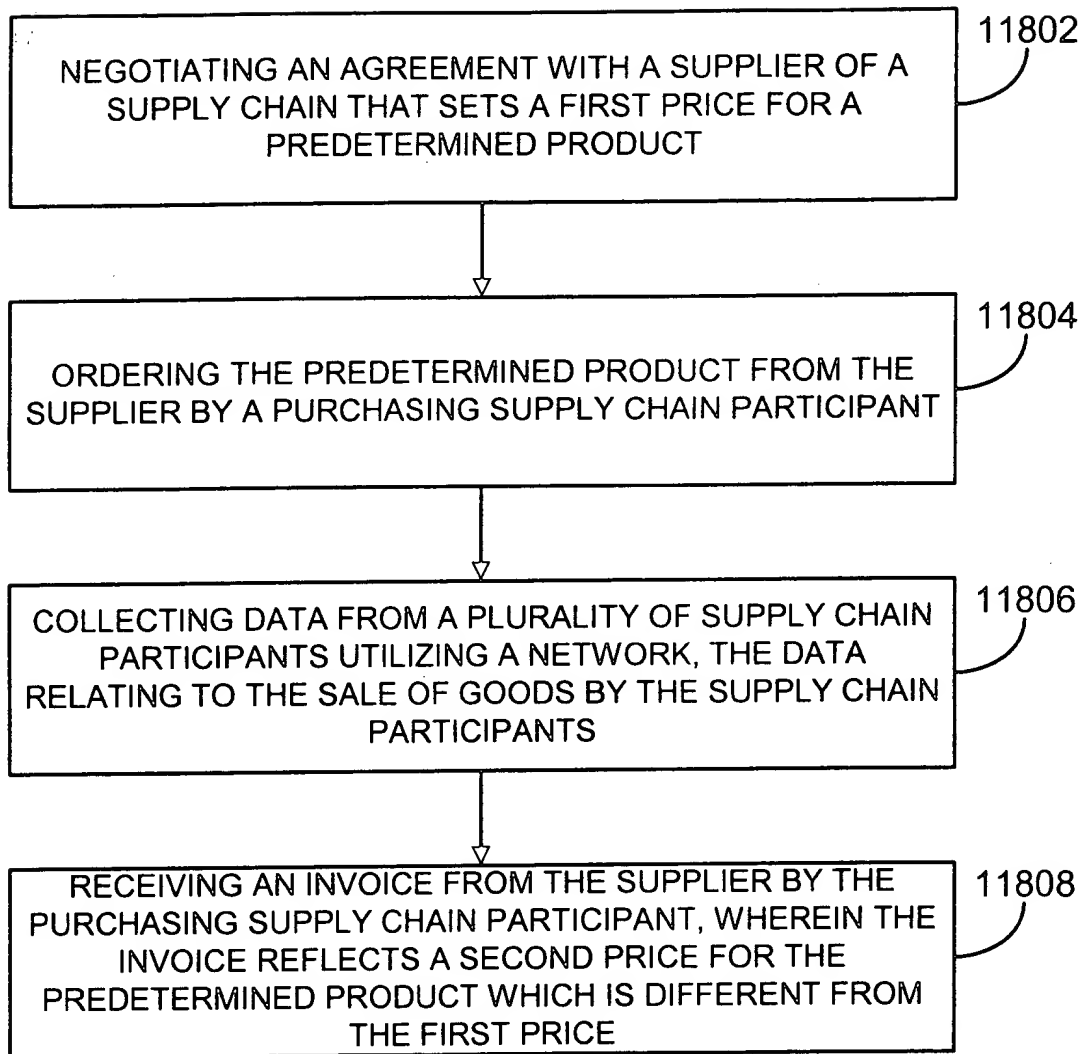 11802
NEGOTIATING AN AGREEMENT WITH A SUPPLIER OF A
SUPPLY CHAIN THAT SETS A FIRST PRICE FOR A
PREDETERMINED PRODUCT
11804
ORDERING THE PREDETERMINED PRODUCT FROM THE
SUPPLIER BY A PURCHASING SUPPLY CHAIN PARTICIPANT
11806
COLLECTING DATA FROM A PLURALITY OF SUPPLY CHAIN
PARTICIPANTS UTILIZING A NETWORK, THE DATA
RELATING TO THE SALE OF GOODS BY THE SUPPLY CHAIN
PARTICIPANTS
11808
RECEIVING AN INVOICE FROM THE SUPPLIER BY THE
PURCHASING SUPPLY CHAIN PARTICIPANT, WHEREIN THE
INVOICE REFLECTS A SECOND PRICE FOR THE
PREDETERMINED PRODUCT WHICH IS DIFFERENT FROM
THE FIRST PRICE